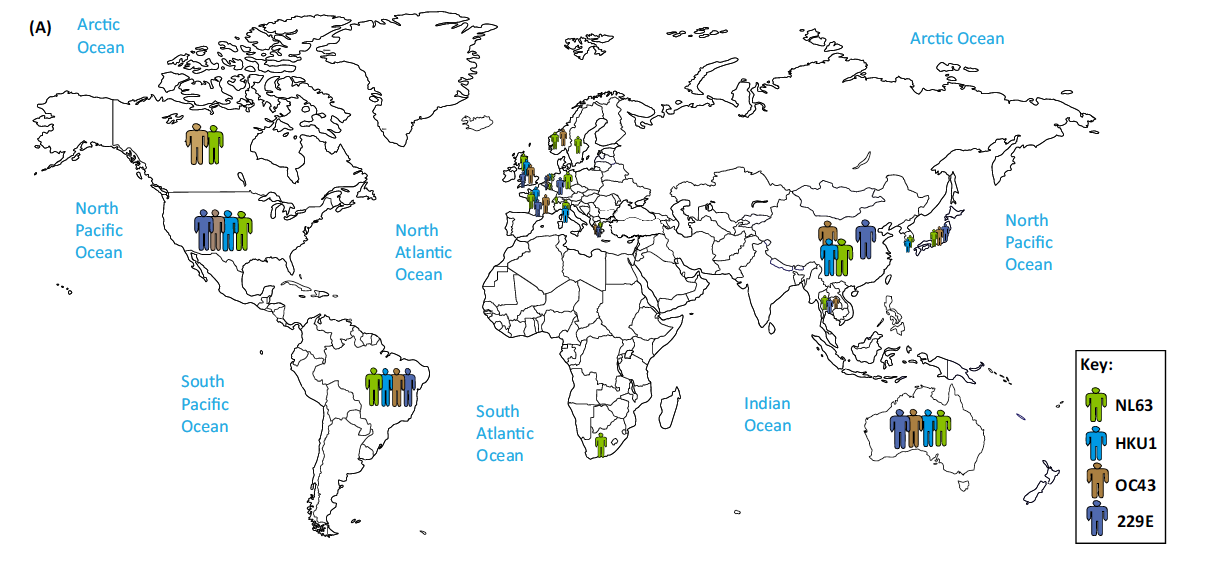 (A)
Arctic
Ocean
Arctic Ocean
North
Pacific
Ocean
North
Atlantic
Ocean
North
Pacific
Ocean
South
Pacific
Ocean
South
Atlantic
Ocean
Indian
Ocean
Key:
NL63
HKU1
OC43
229E